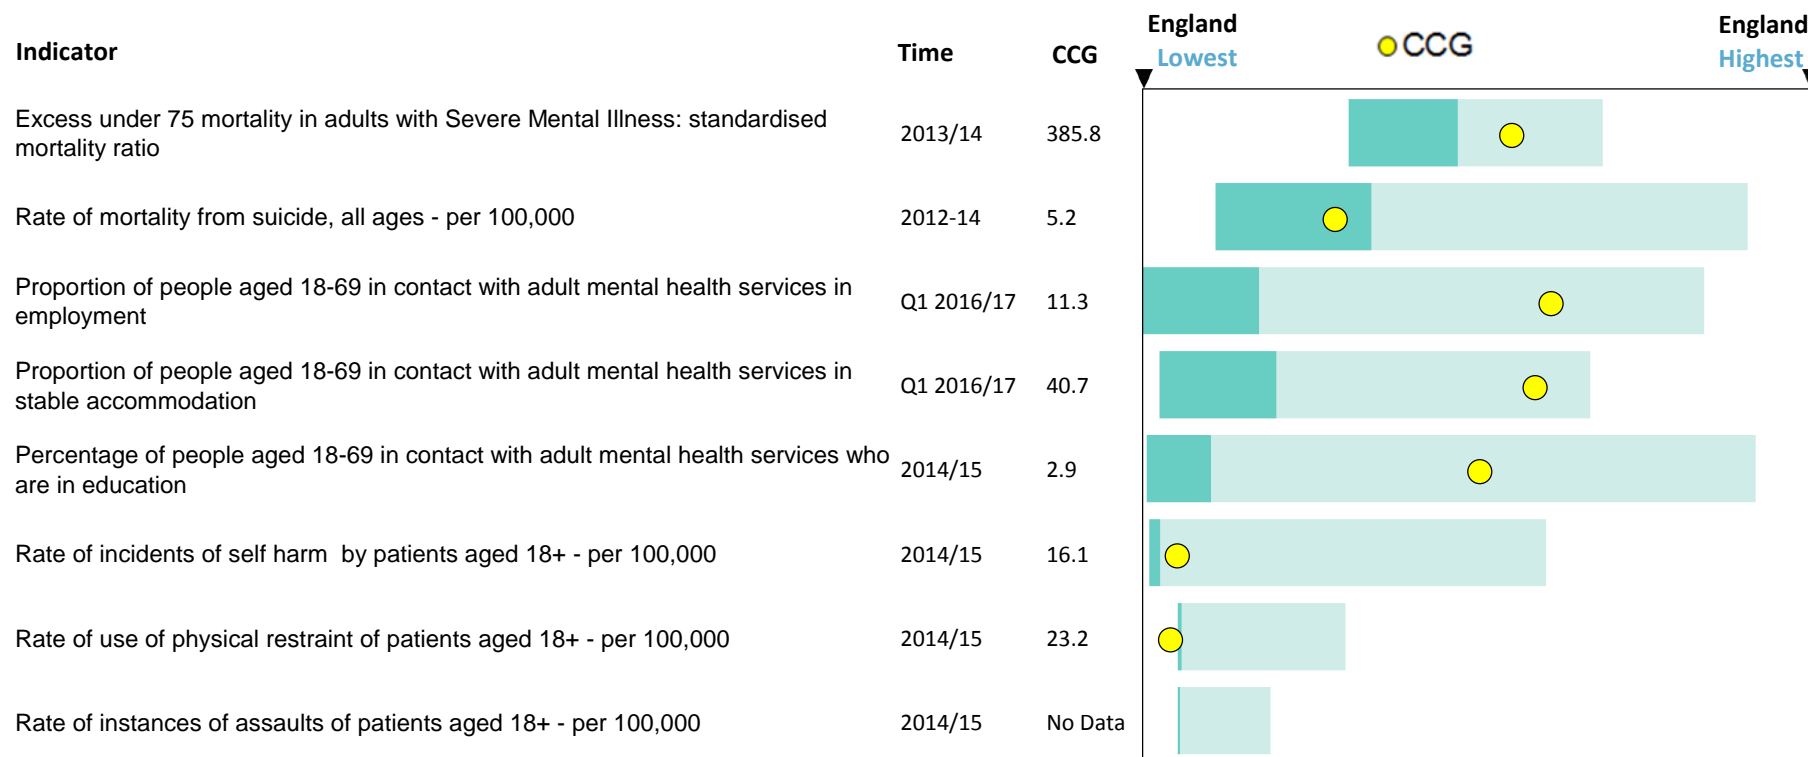 Indicator Time CCG England Lowest CCG England Highest
Excess under 75 mortality in adults with Severe Mental Illness: standardised
mortality ratio
2013/14 385.8
Rate of mortality from suicide, all ages - per 100,000 2012-14 5.2
Proportion of people aged 18-69 in contact with adult mental health services in
employment
Q1 2016/17 11.3
Proportion of people aged 18-69 in contact with adult mental health services in
stable accommodation
Q1 2016/17 40.7
Percentage of people aged 18-69 in contact with adult mental health services who
are in education
2014/15 2.9
Rate of incidents of self harm  by patients aged 18+ - per 100,000 2014/15 16.1
Rate of use of physical restraint of patients aged 18+ - per 100,000 2014/15 23.2
Rate of instances of assaults of patients aged 18+ - per 100,000 2014/15 No Data